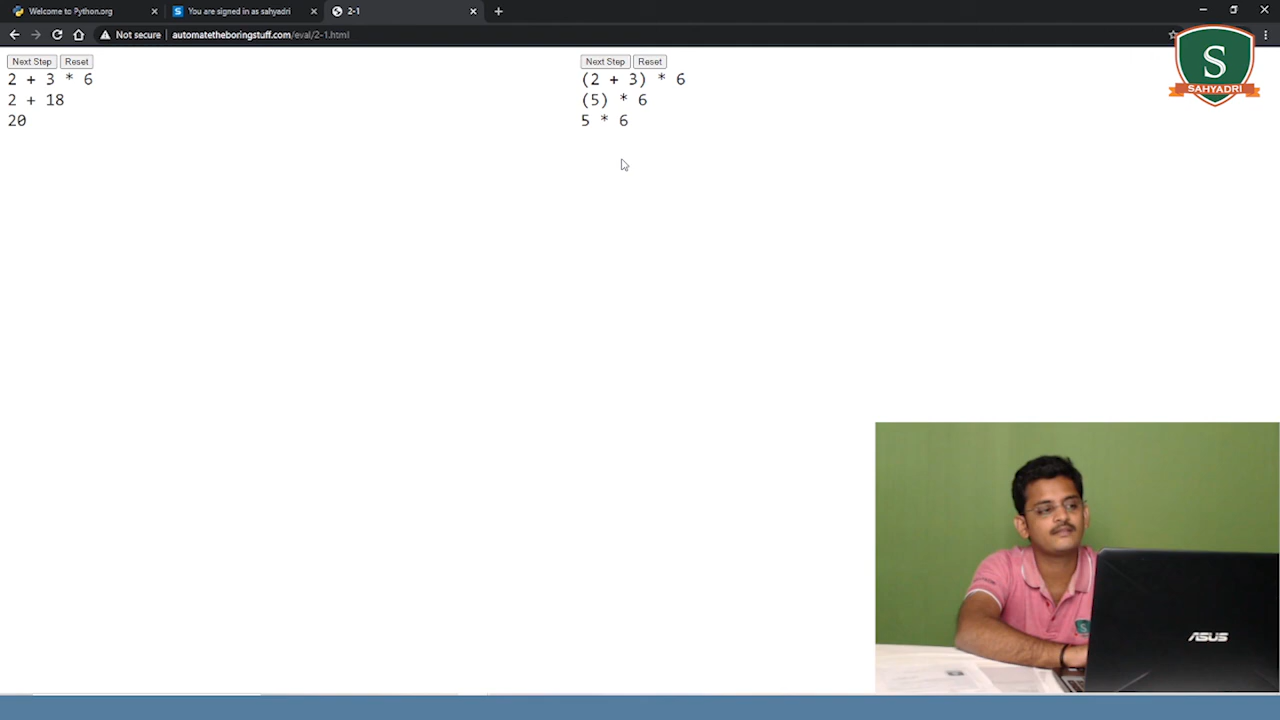 Welcome to Python.org
You are signed in as sahyadri
2-1
Not secure
automatetheboringstuff.com/eval/2-1.html
Next Step
Reset
2 + 3 * 6
2 + 18
20
Next Step
Reset
(2 + 3) * 6
(5) * 6
5 * 6
S
SAHYADRI
ASUS